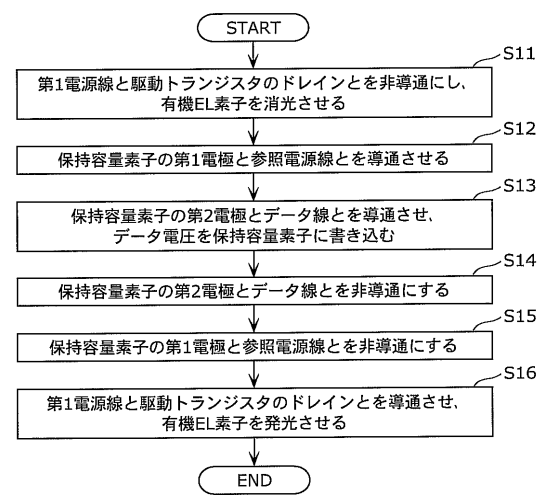 START
S11
第1電源線と駆動トランジスタのドレインとを非導通にし、
有機EL素子を消光させる
S12
保持容量素子の第1電極と参照電源線とを導通させる
S13
保持容量素子の第2電極とデータ線とを導通させ、
データ電圧を保持容量素子に書き込む
S14
保持容量素子の第2電極とデータ線とを非導通にする
S15
保持容量素子の第1電極と参照電源線とを非導通にする
S16
第1電源線と駆動トランジスタのドレインとを導通させ、
有機EL素子を発光させる
END